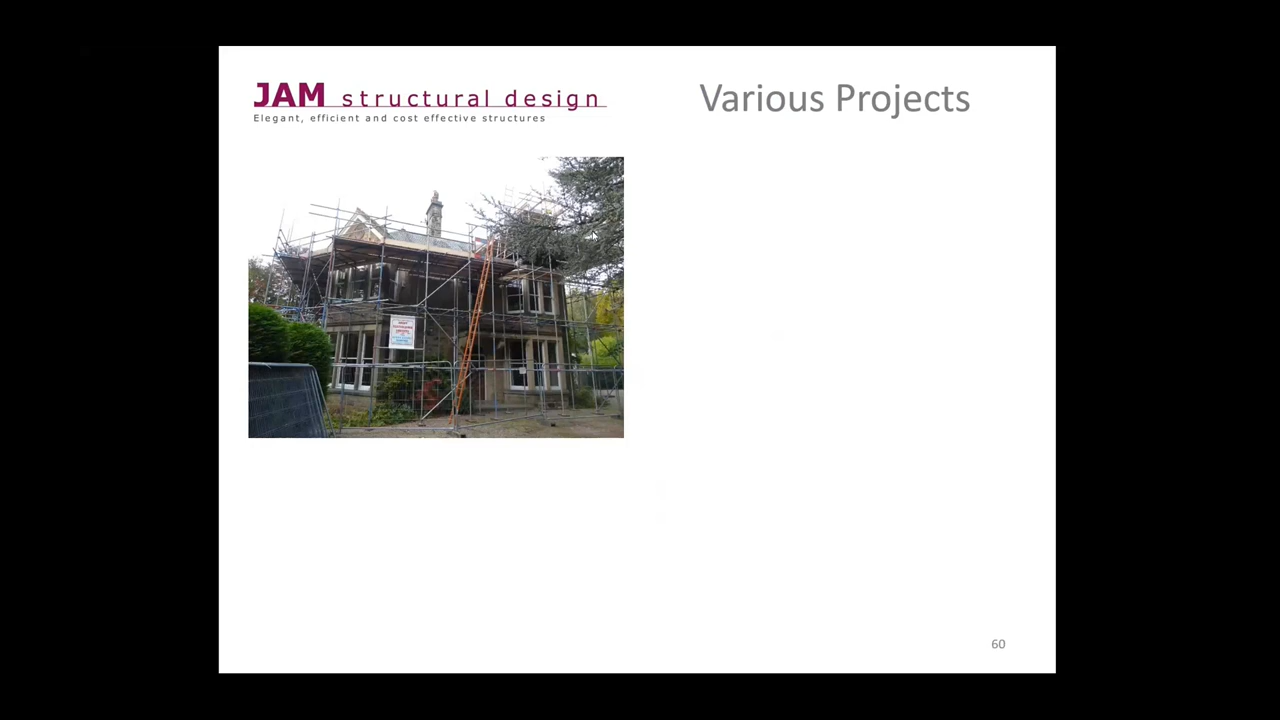 JAM structural design
Elegant, efficient and cost effective structures
Various Projects
60